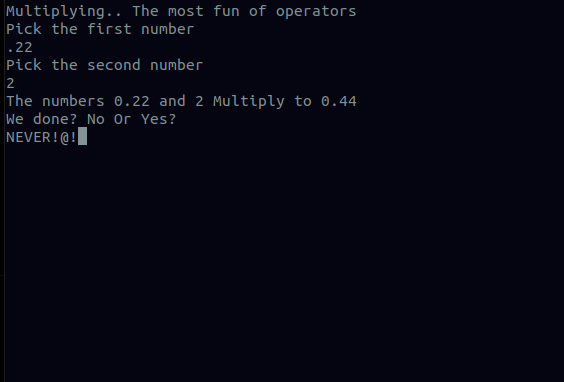 Multiplying.. The most fun of operators
Pick the first number
.22
Pick the second number
2
The numbers 0.22 and 2 Multiply to 0.44
We done? No Or Yes?
NEVER!@!